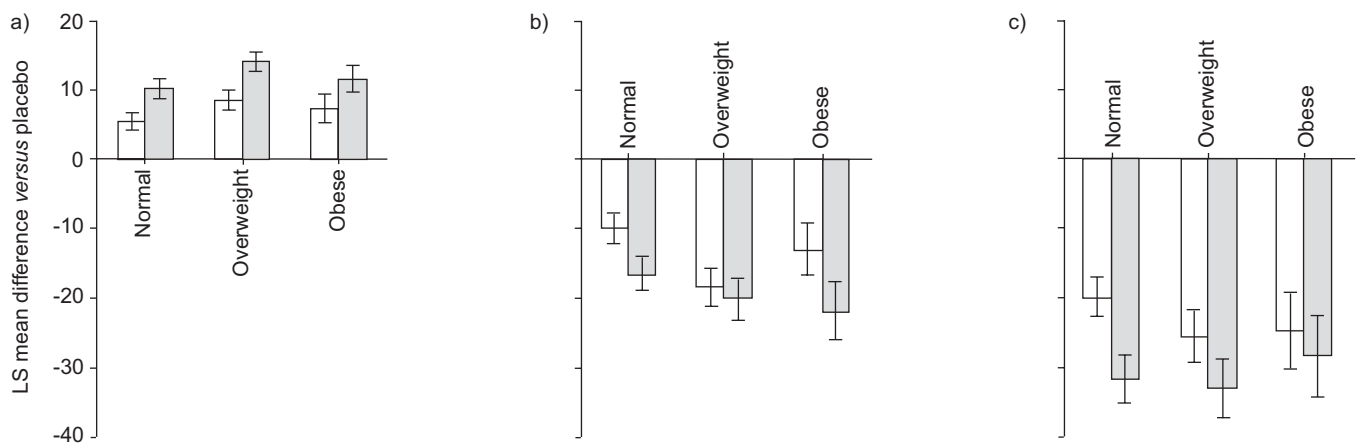 a)
LS mean difference versus placebo
20
10
0
-10
-20
-30
-40
Normal
Overweight
Obese
b)
Normal
Overweight
Obese
c)
Normal
Overweight
Obese